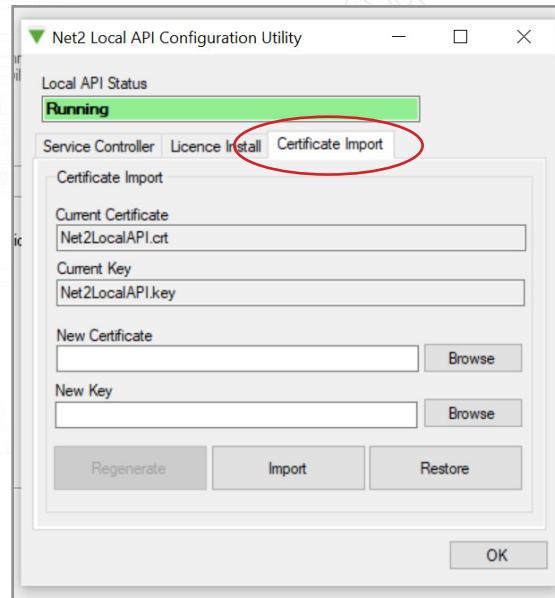 Net2 Local API Configuration Utility
Local API Status
Running
Service Controller Licence Install Certificate Import
Certificate Import
Current Certificate
Net2LocalAPI.crt
Current Key
Net2LocalAPI.key
New Certificate
Browse
New Key
Browse
Regenerate Import Restore
OK